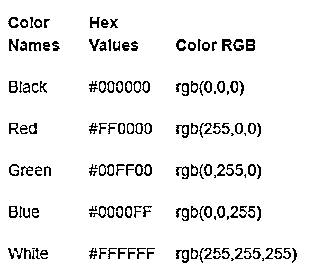 Color Names Hex Values Color RGB
Black #000000 rgb(0,0,0)
Red #FF0000 rgb(255,0,0)
Green #00FF00 rgb(0,255,0)
Blue #0000FF rgb(0,0,255)
White #FFFFFF rgb(255,255,255)